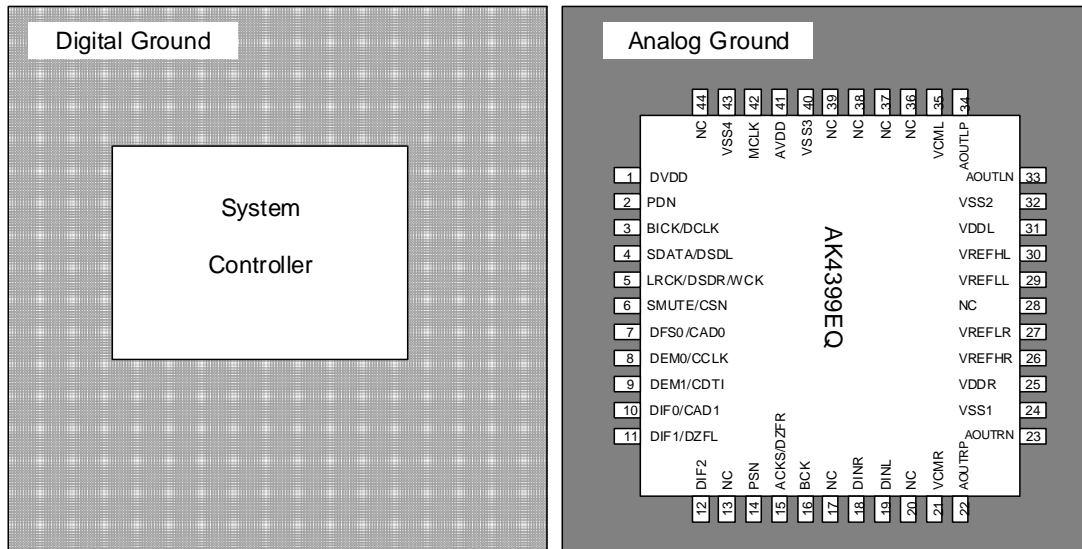 Digital Ground
System
Controller
Analog Ground
44 NC
43 VSS4
42 MCLK
41 AVDD
40 VSS3
39 NC
38 NC
37 NC
36 NC
35 VCML
34 AOUTLP
1 DVDD
2 PDN
3 BICK/DCLK
4 SDATA/DSDL
5 LRCK/DSDR/WCK
6 SMUTE/CSN
7 DFS0/CAD0
8 DEM0/CCLK
9 DEM1/CDTI
10 DIF0/CAD1
11 DIF1/DZFL
AK4399EQ
AOUTLN 33
VSS2 32
VDDL 31
VREFHL 30
VREFLL 29
NC 28
VREFLR 27
VREFHR 26
VDDR 25
VSS1 24
AOUTRN 23
12 DIF2
13 NC
14 PSN
15 ACKS/DZFR
16 BCK
17 NC
18 DINR
19 DINL
20 NC
21 VCMR
22 AOUTRP